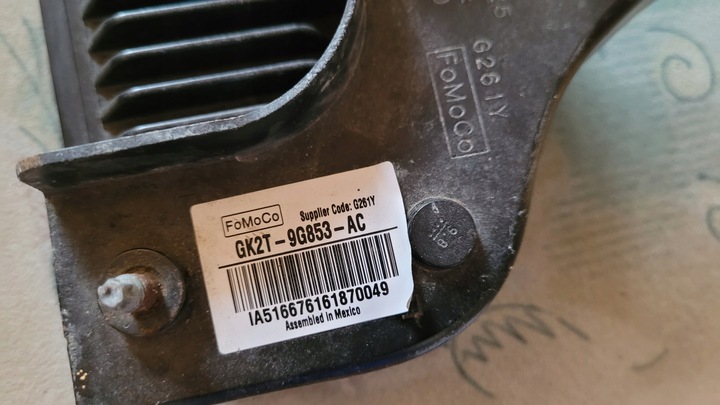 G261Y
FoMoCo
FoMoCo
Supplier Code: G261Y
GK2T-9G853-AC
IA516676161870049
Assembled in Mexico